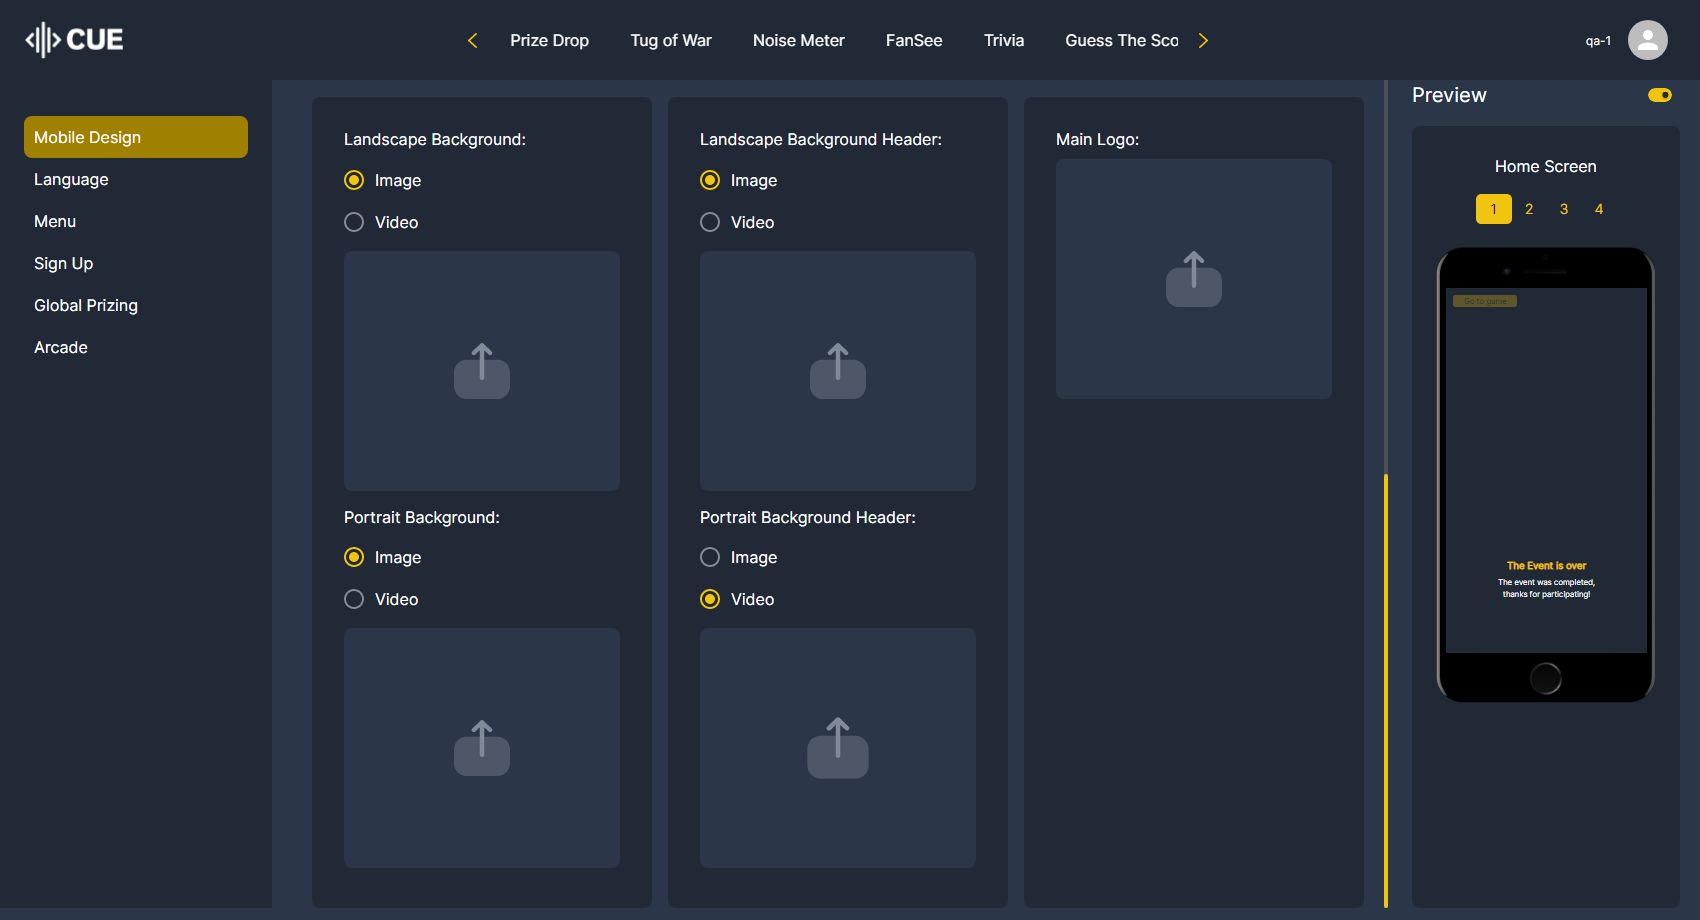 CUE
Prize Drop
Tug of War
Noise Meter
FanSee
Trivia
Guess The Sco
qa-1
Mobile Design
Language
Menu
Sign Up
Global Prizing
Arcade
Landscape Background:
Image
Video
Portrait Background:
Image
Video
Landscape Background Header:
Image
Video
Portrait Background Header:
Image
Video
Main Logo:
Preview
Home Screen
1 2 3 4
Go to game
The Event is over
The event was completed,
thanks for participating!